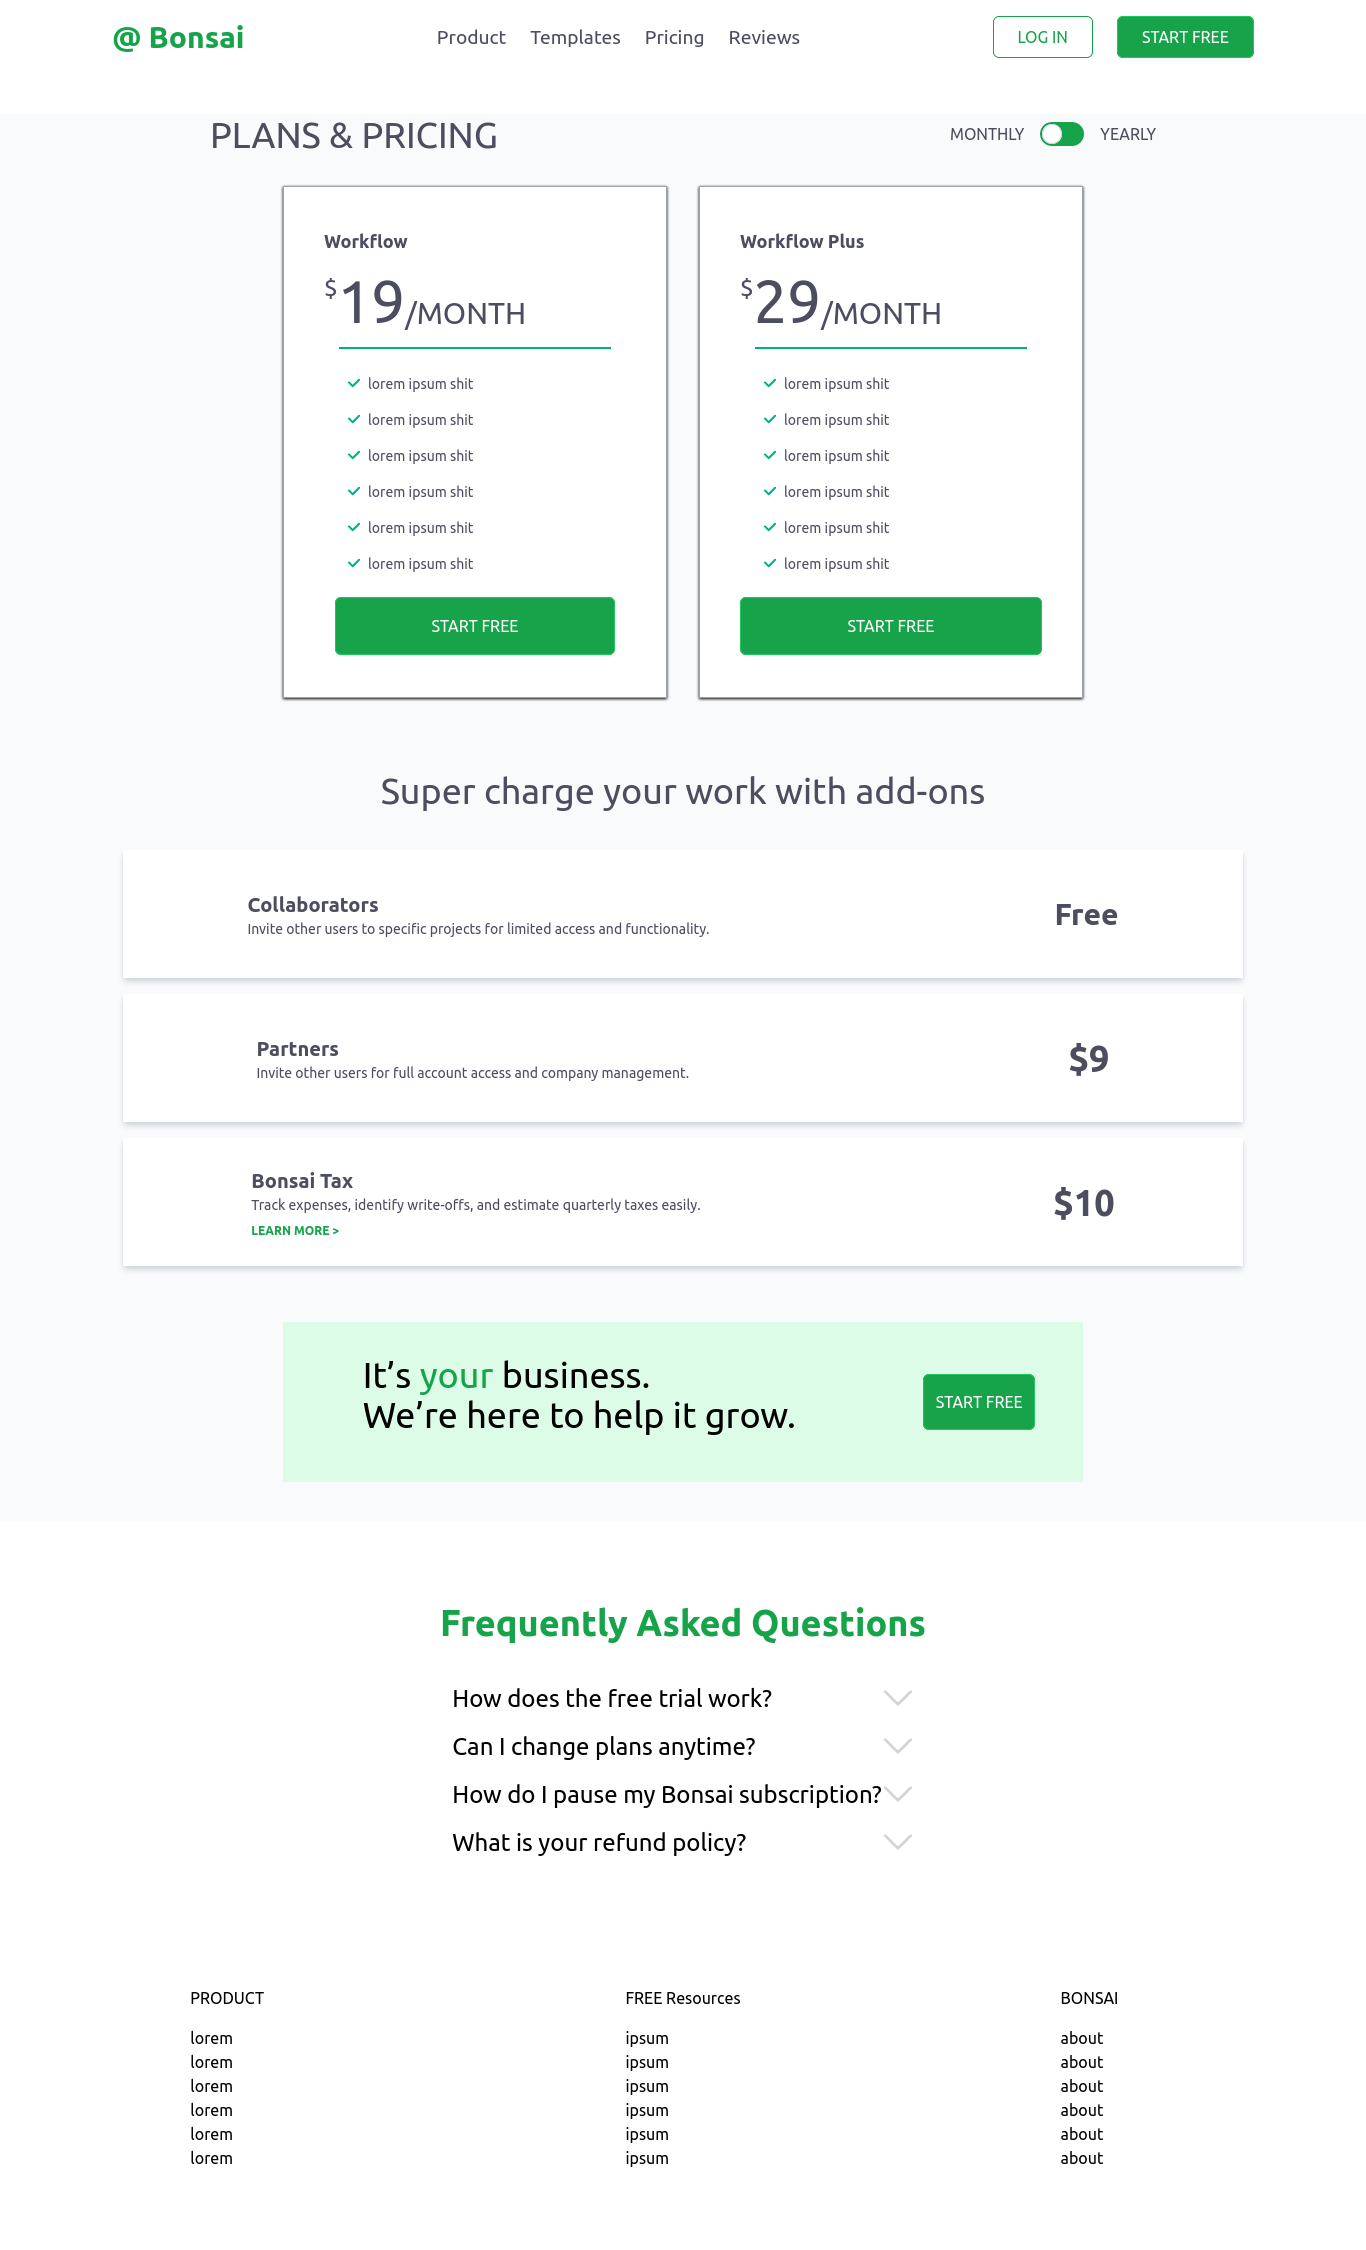 @ Bonsai
Product Templates Pricing Reviews
LOG IN
START FREE
PLANS & PRICING
MONTHLY YEARLY
Workflow
$19/MONTH
lorem ipsum shit
lorem ipsum shit
lorem ipsum shit
lorem ipsum shit
lorem ipsum shit
lorem ipsum shit
START FREE
Workflow Plus
$29/MONTH
lorem ipsum shit
lorem ipsum shit
lorem ipsum shit
lorem ipsum shit
lorem ipsum shit
lorem ipsum shit
START FREE
Super charge your work with add-ons
Collaborators
Invite other users to specific projects for limited access and functionality.
Free
Partners
Invite other users for full account access and company management.
$9
Bonsai Tax
Track expenses, identify write-offs, and estimate quarterly taxes easily.
LEARN MORE >
$10
It’s your business.
We’re here to help it grow.
START FREE
Frequently Asked Questions
How does the free trial work?
Can I change plans anytime?
How do I pause my Bonsai subscription?
What is your refund policy?
PRODUCT
lorem
lorem
lorem
lorem
lorem
lorem
FREE Resources
ipsum
ipsum
ipsum
ipsum
ipsum
ipsum
BONSAI
about
about
about
about
about
about